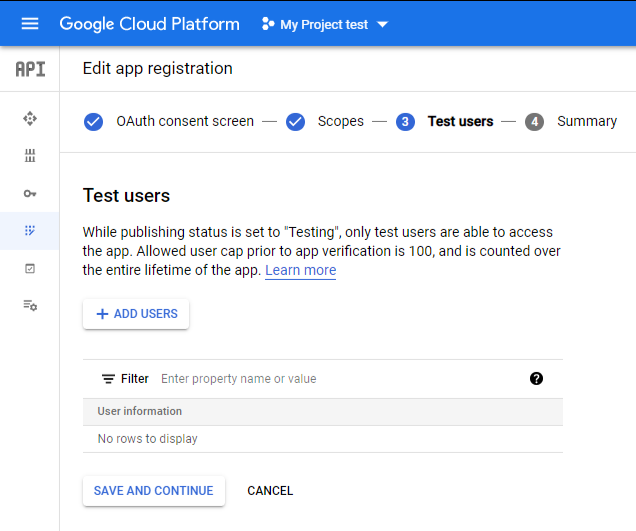 Google Cloud Platform My Project test
API Edit app registration
OAuth consent screen — Scopes — 3 Test users — 4 Summary
Test users
While publishing status is set to "Testing", only test users are able to access
the app. Allowed user cap prior to app verification is 100, and is counted over
the entire lifetime of the app. Learn more
+ ADD USERS
Filter Enter property name or value ?
User information
No rows to display
SAVE AND CONTINUE CANCEL